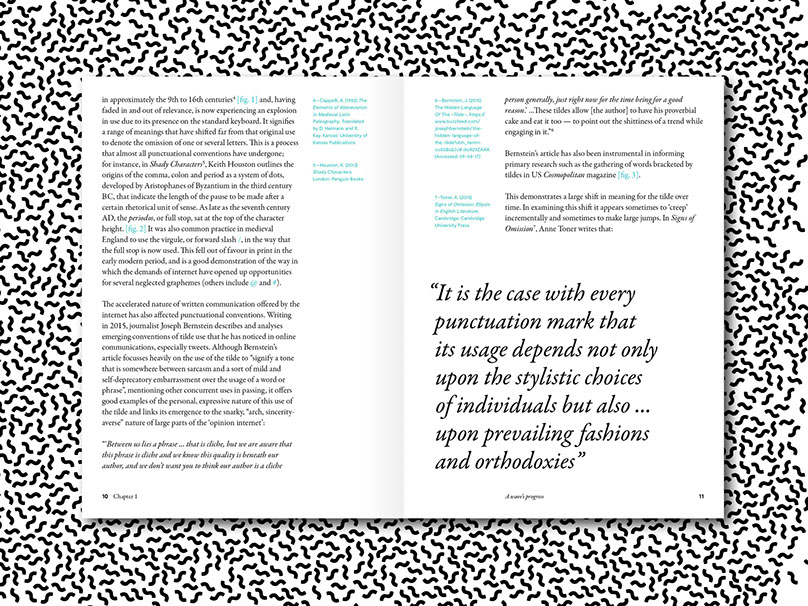 in approximately the 9th to 16th centuries⁴ [fig. 1] and, having
faded in and out of relevance, is now experiencing an explosion
in use due to its presence on the standard keyboard. It signifies
a range of meanings that have shifted far from that original use
to denote the omission of one or several letters. This is a process
that almost all punctuational conventions have undergone;
for instance, in Shady Characters⁵, Keith Houston outlines the
origins of the comma, colon and period as a system of dots,
developed by Aristophanes of Byzantium in the third century
BC, that indicate the length of the pause to be made after a
certain rhetorical unit of sense. As late as the seventh century
AD, the periodos, or full stop, sat at the top of the character
height. [fig. 2] It was also common practice in medieval
England to use the virgule, or forward slash /, in the way that
the full stop is now used. This fell out of favour in print in the
early modern period, and is a good demonstration of the way in
which the demands of internet have opened up opportunities
for several neglected graphemes (others include @ and #).
The accelerated nature of written communication offered by the
internet has also affected punctuational conventions. Writing
in 2015, journalist Joseph Bernstein describes and analyses
emerging conventions of tilde use that he has noticed in online
communications, especially tweets. Although Bernstein's
article focusses heavily on the use of the tilde to “signify a tone
that is somewhere between sarcasm and a sort of mild and
self-deprecatory embarrassment over the usage of a word or
phrase”, mentioning other concurrent uses in passing, it offers
good examples of the personal, expressive nature of this use of
the tilde and links its emergence to the snarky, “arch, sincerity-
averse” nature of large parts of the ‘opinion internet’:
“‘Between us lies a phrase … that is cliche, but we are aware that
this phrase is cliche and we know this quality is beneath our
author, and we don't want you to think our author is a cliche
4—Cappelli, A. (1982) The
Elements of Abbreviation
in Medieval Latin
Paleography. Translated
by D. Heimann and R.
Kay. Kansas: University of
Kansas Publications
5—Houston, K. (2013)
Shady Characters
London: Penguin Books
10 Chapter 1
6—Bernstein, J. (2015)
The Hidden Language
Of The ~Tilde~. https://
www.buzzfeed.com/
josephbernstein/the-
hidden-language-of-
the-tilde?utm_term=
(Accessed: 09-08-17)
7—Toner, A. (2015)
Signs of Omission: Ellipsis
in English Literature.
Cambridge: Cambridge
University Press
person generally, just right now for the time being for a good
reason.’ …These tildes allow [the author] to have his proverbial
cake and eat it too — to point out the shittiness of a trend while
engaging in it.”⁶
Bernstein's article has also been instrumental in informing
primary research such as the gathering of words bracketed by
tildes in US Cosmopolitan magazine [fig. 3].
This demonstrates a large shift in meaning for the tilde over
time. In examining this shift it appears sometimes to ‘creep’
incrementally and sometimes to make large jumps. In Signs of
Omission⁷, Anne Toner writes that:
“It is the case with every
punctuation mark that
its usage depends not only
upon the stylistic choices
of individuals but also …
upon prevailing fashions
and orthodoxies”
A wave's progress 11